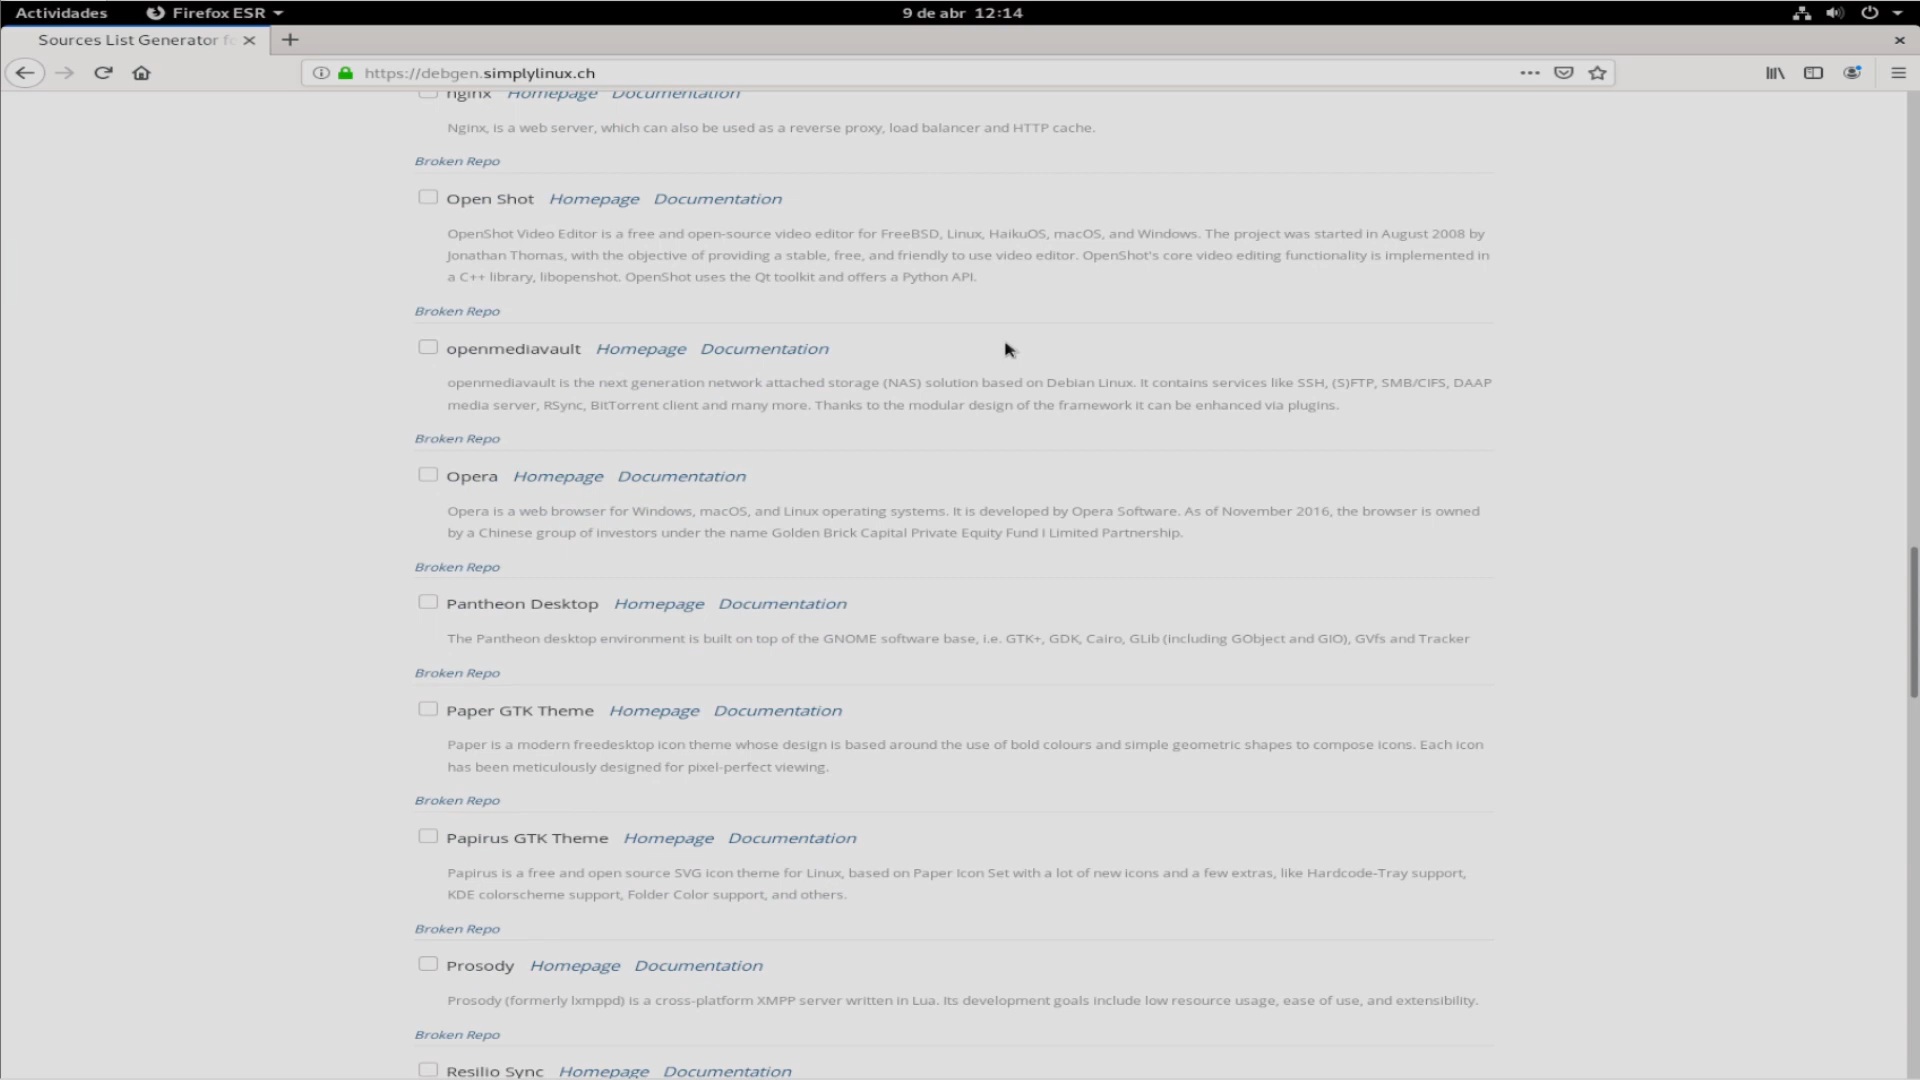 Actividades Firefox ESR 9 de abr 12:14
Sources List Generator fo
https://debgen.simplylinux.ch
nginx Homepage Documentation
Nginx, is a web server, which can also be used as a reverse proxy, load balancer and HTTP cache.
Broken Repo
Open Shot Homepage Documentation
OpenShot Video Editor is a free and open-source video editor for FreeBSD, Linux, HaikuOS, macOS, and Windows. The project was started in August 2008 by
Jonathan Thomas, with the objective of providing a stable, free, and friendly to use video editor. OpenShot's core video editing functionality is implemented in
a C++ library, libopenshot. OpenShot uses the Qt toolkit and offers a Python API.
Broken Repo
openmediavault Homepage Documentation
openmediavault is the next generation network attached storage (NAS) solution based on Debian Linux. It contains services like SSH, (S)FTP, SMB/CIFS, DAAP
media server, RSync, BitTorrent client and many more. Thanks to the modular design of the framework it can be enhanced via plugins.
Broken Repo
Opera Homepage Documentation
Opera is a web browser for Windows, macOS, and Linux operating systems. It is developed by Opera Software. As of November 2016, the browser is owned
by a Chinese group of investors under the name Golden Brick Capital Private Equity Fund I Limited Partnership.
Broken Repo
Pantheon Desktop Homepage Documentation
The Pantheon desktop environment is built on top of the GNOME software base, i.e. GTK+, GDK, Cairo, GLib (including GObject and GIO), GVfs and Tracker
Broken Repo
Paper GTK Theme Homepage Documentation
Paper is a modern freedesktop icon theme whose design is based around the use of bold colours and simple geometric shapes to compose icons. Each icon
has been meticulously designed for pixel-perfect viewing.
Broken Repo
Papirus GTK Theme Homepage Documentation
Papirus is a free and open source SVG icon theme for Linux, based on Paper Icon Set with a lot of new icons and a few extras, like Hardcode-Tray support,
KDE colorscheme support, Folder Color support, and others.
Broken Repo
Prosody Homepage Documentation
Prosody (formerly lxmppd) is a cross-platform XMPP server written in Lua. Its development goals include low resource usage, ease of use, and extensibility.
Broken Repo
Resilio Sync Homepage Documentation